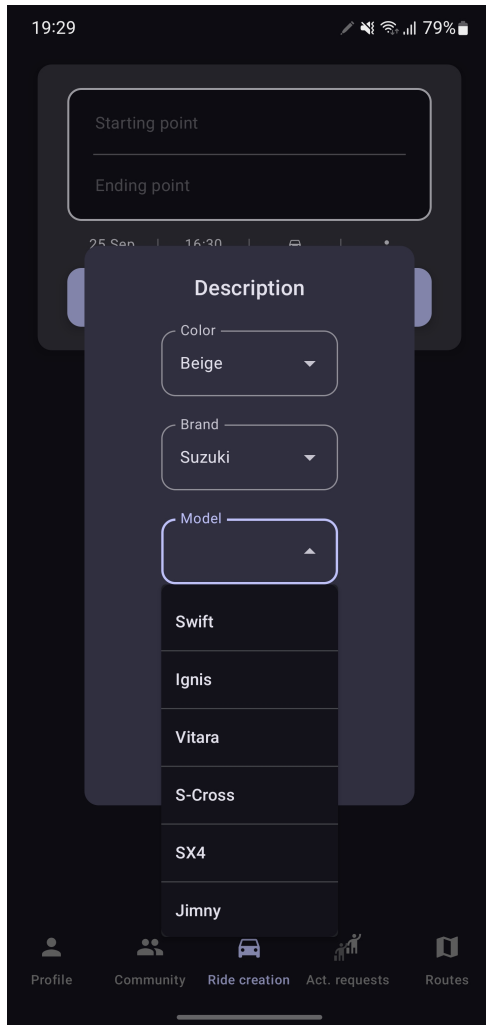 19:29
79%
Starting point
Ending point
25 Sep | 16:30
Description
Color
Beige
Brand
Suzuki
Model
Swift
Ignis
Vitara
S-Cross
SX4
Jimny
Profile Community Ride creation Act. requests Routes